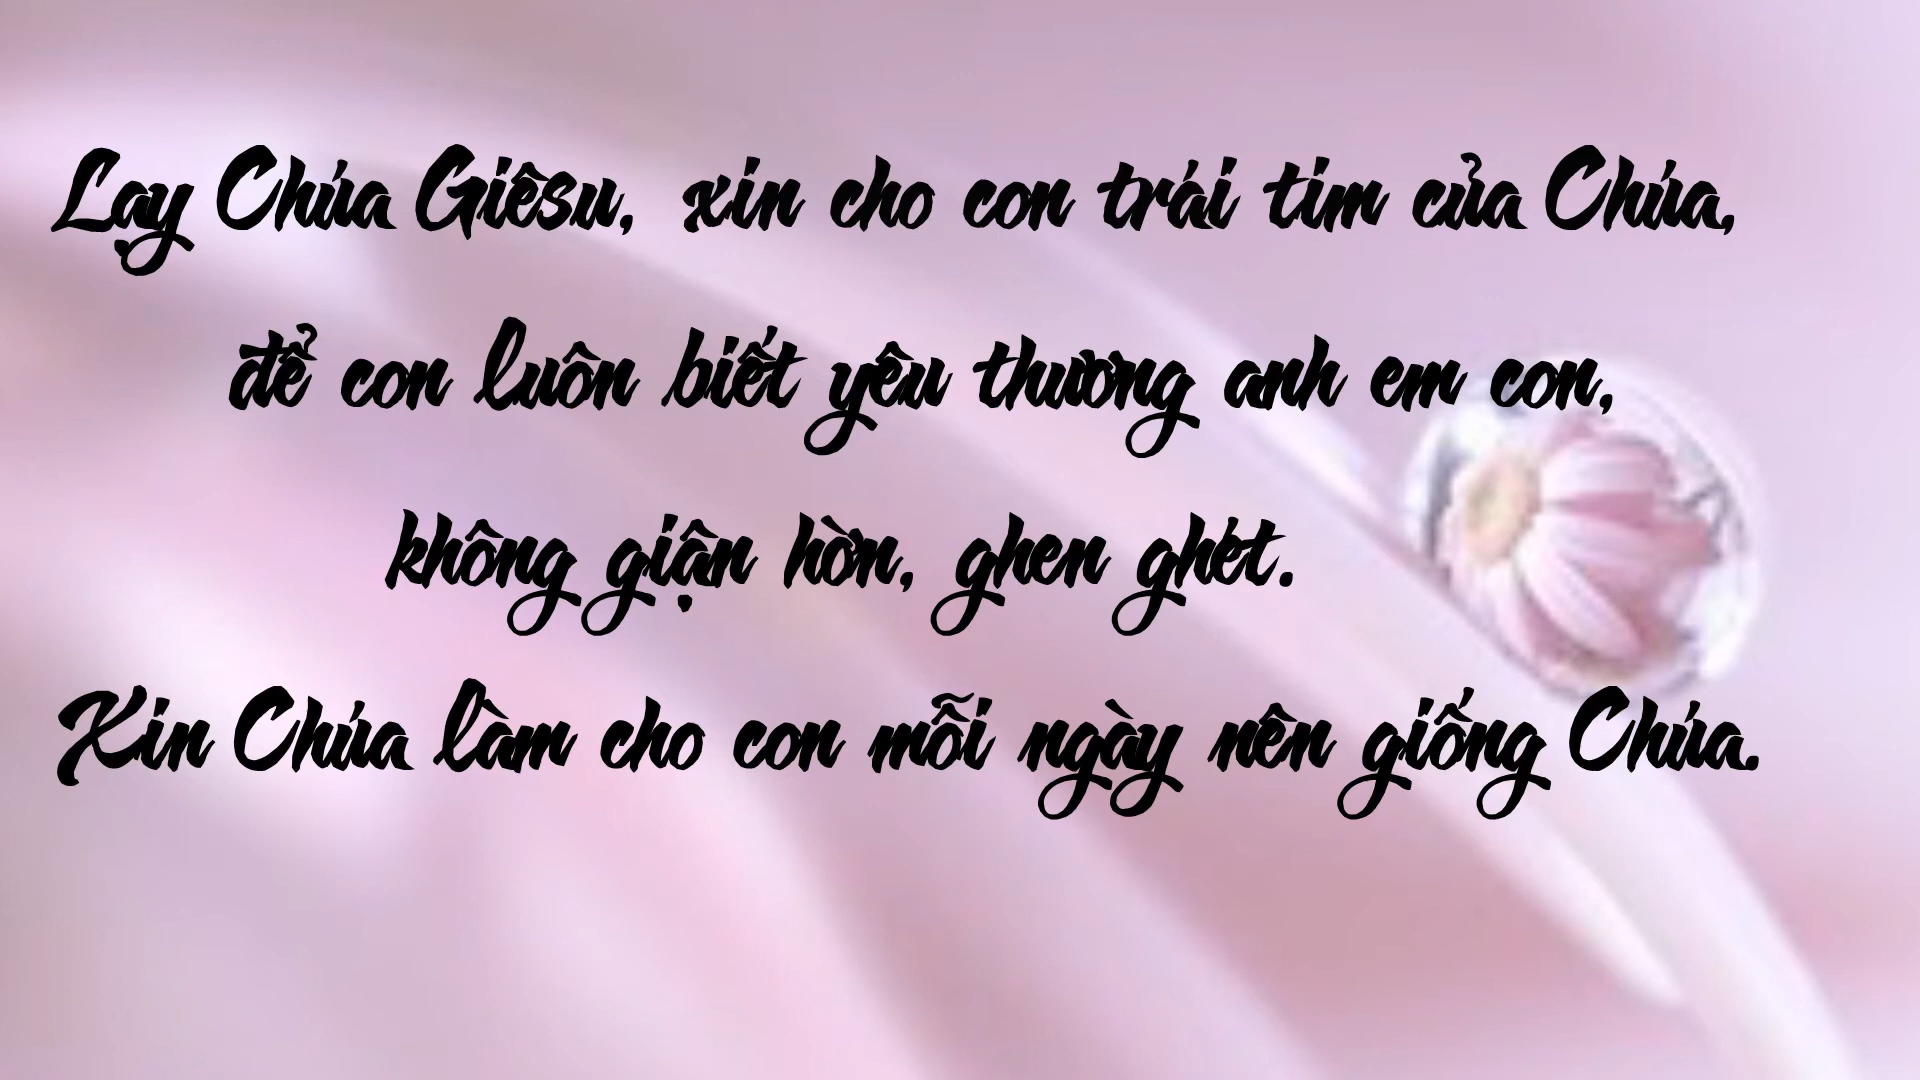 Lạy Chúa Giêsu, xin cho con trái tim của Chúa,
để con luôn biết yêu thương anh em con,
không giận hờn, ghen ghét.
Xin Chúa làm cho con mỗi ngày nên giống Chúa.